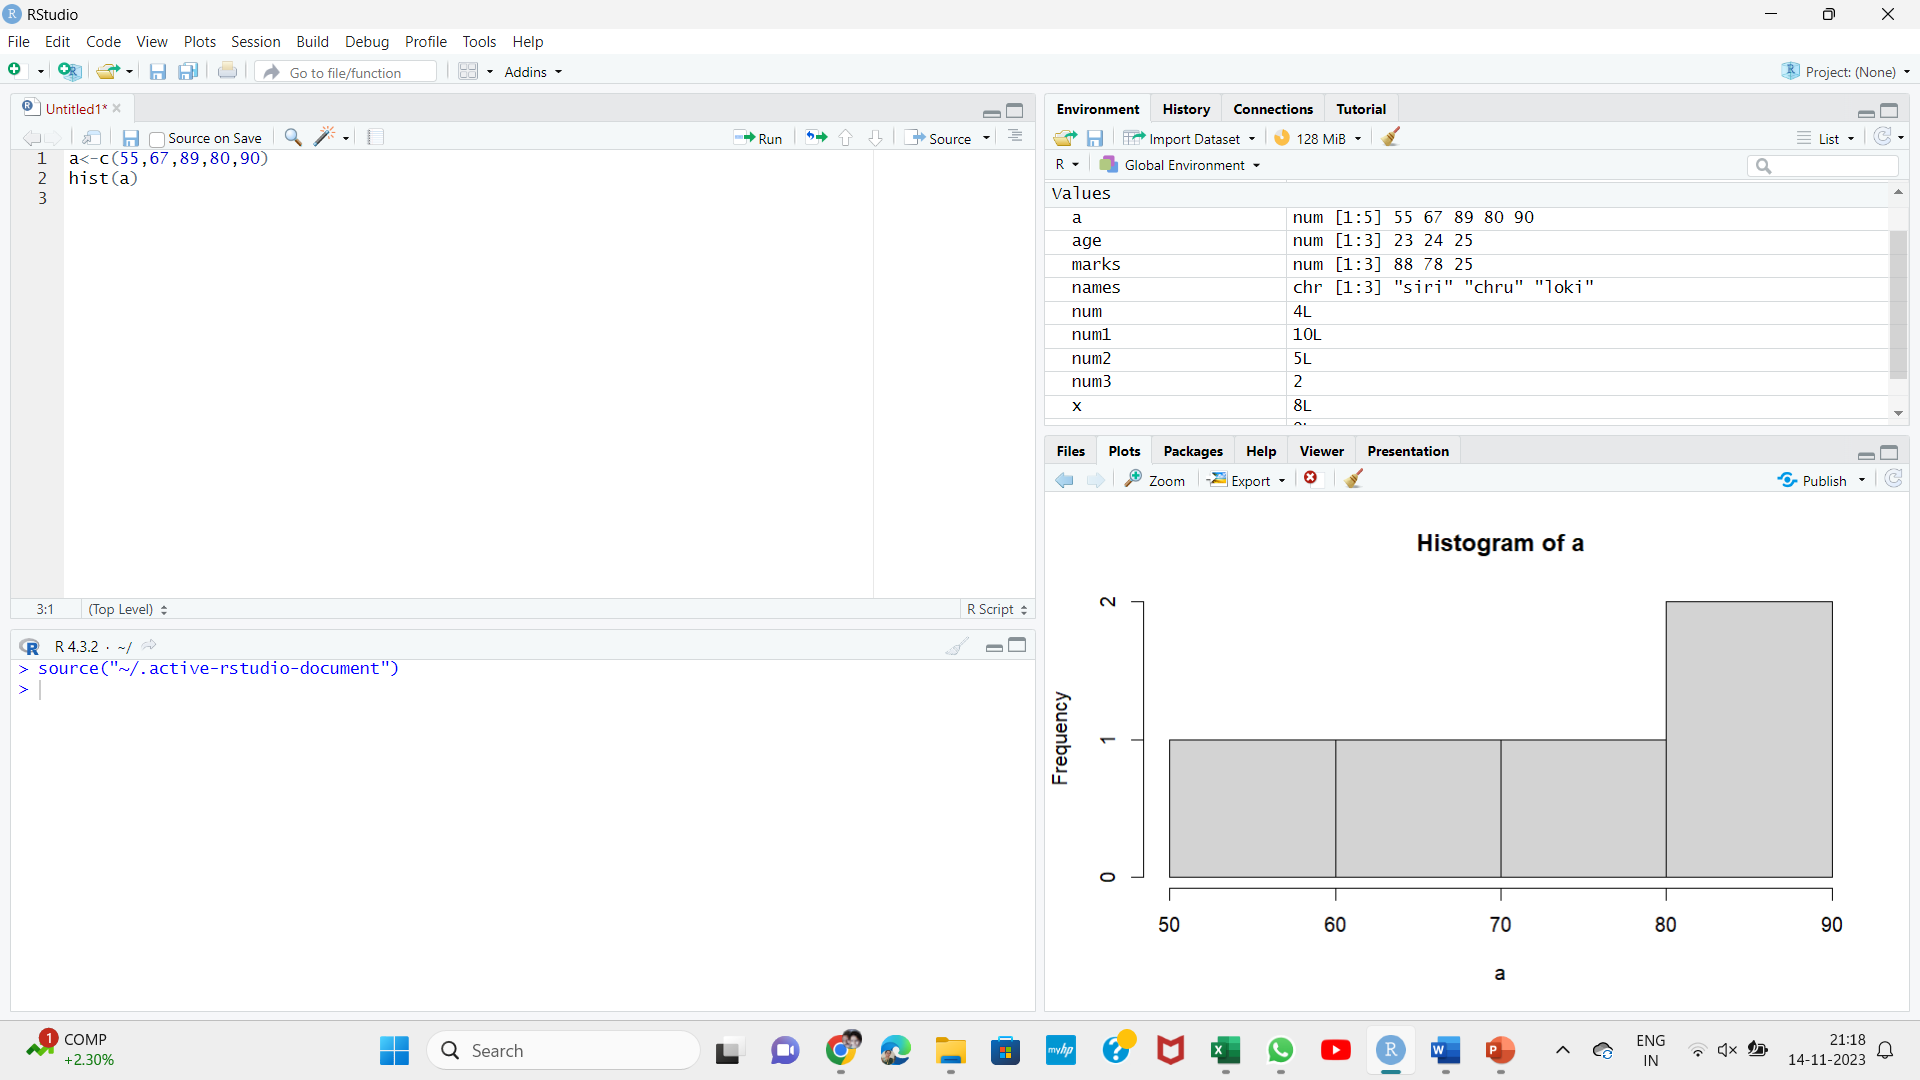 RStudio
File Edit Code View Plots Session Build Debug Profile Tools Help
Go to file/function Addins Project: (None)
Untitled1*
Source on Save Run Source
1 a<-c(55,67,89,80,90)
2 hist(a)
3
3:1 (Top Level) R Script
R 4.3.2 · ~/
> source("~/.active-rstudio-document")
>
Environment History Connections Tutorial
Import Dataset 128 MiB List
R Global Environment
Values
a num [1:5] 55 67 89 80 90
age num [1:3] 23 24 25
marks num [1:3] 88 78 25
names chr [1:3] "siri" "chru" "loki"
num 4L
num1 10L
num2 5L
num3 2
x 8L
Files Plots Packages Help Viewer Presentation
Zoom Export Publish
Histogram of a
Frequency
2
1
0
50 60 70 80 90
a
1 COMP
+2.30%
Search
myhp
ENG
IN
21:18
14-11-2023